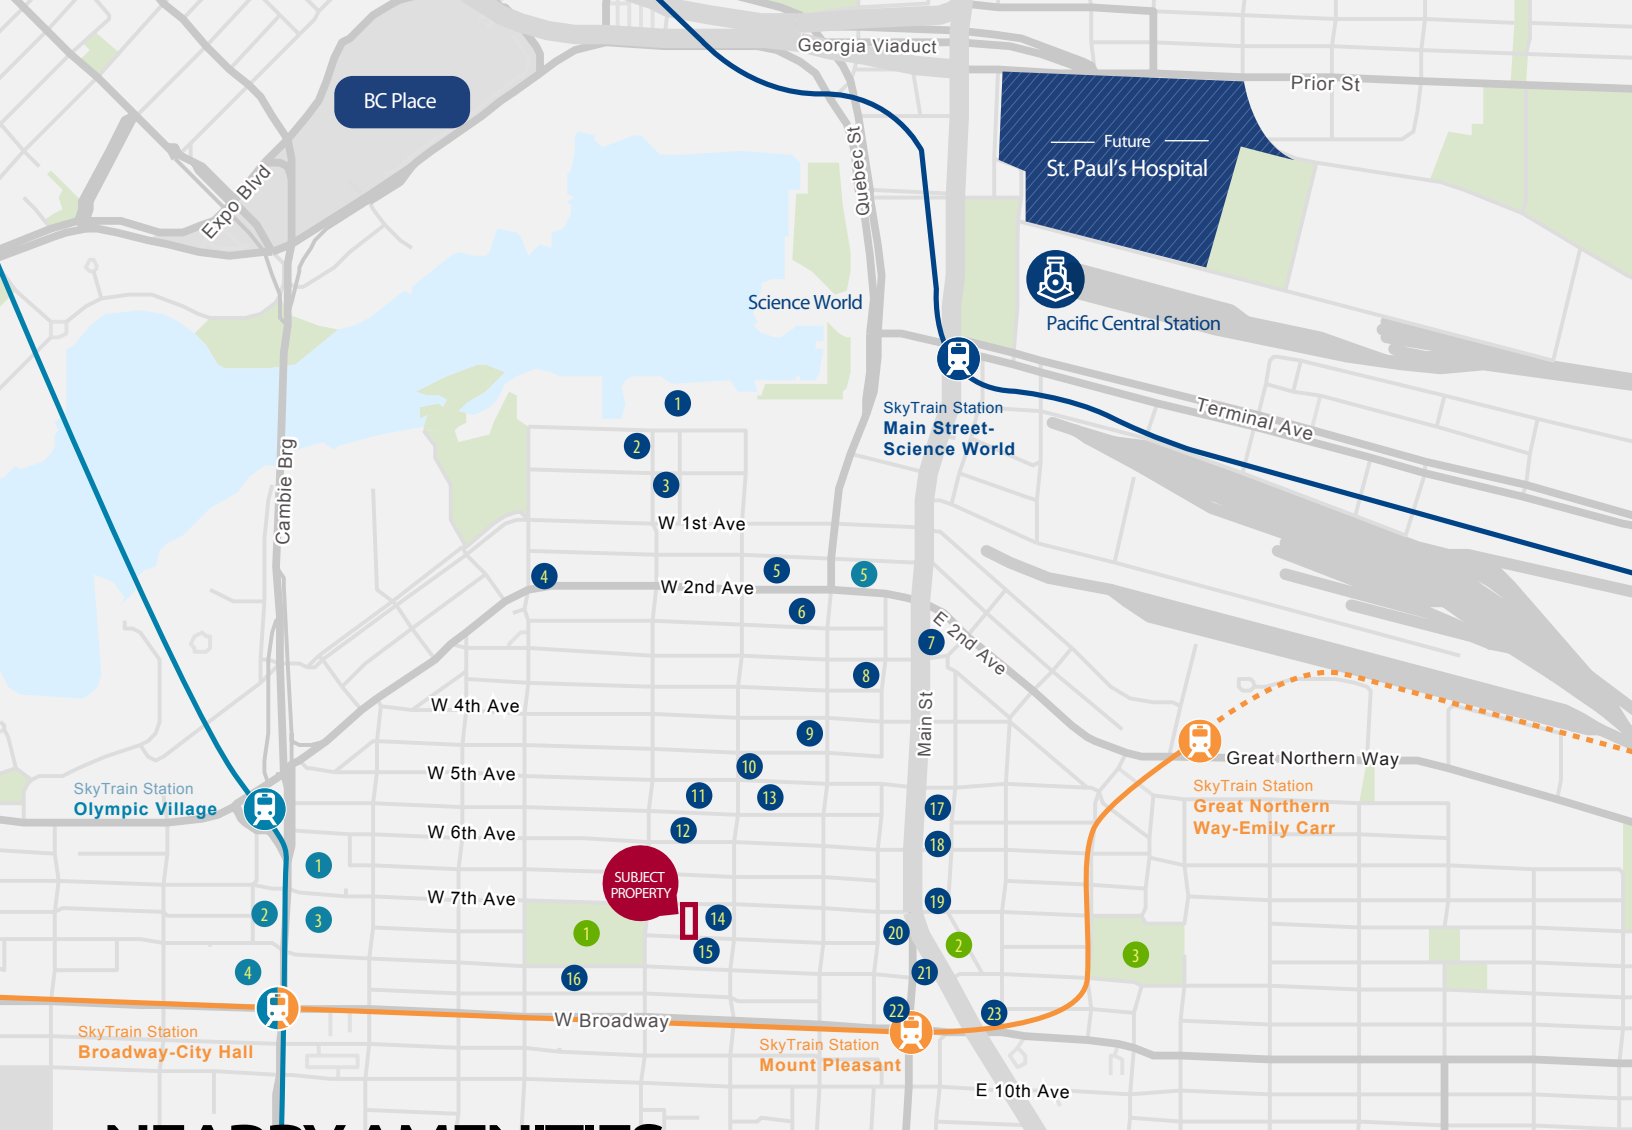 Georgia Viaduct
BC Place
Prior St
Future
St. Paul's Hospital
Quebec St
Expo Blvd
Science World
Pacific Central Station
SkyTrain Station
Main Street-
Science World
Terminal Ave
Cambie Brg
1
2
3
W 1st Ave
4
5
5
W 2nd Ave
6
E 2nd Ave
7
8
W 4th Ave
Main St
9
Great Northern Way
SkyTrain Station
Great Northern
Way-Emily Carr
10
W 5th Ave
11
13
SkyTrain Station
Olympic Village
17
12
W 6th Ave
18
1
SUBJECT
PROPERTY
W 7th Ave
19
2
3
14
1
20
2
15
3
4
16
21
22
23
W Broadway
SkyTrain Station
Broadway-City Hall
SkyTrain Station
Mount Pleasant
E 10th Ave
NEARBY AMENITIES